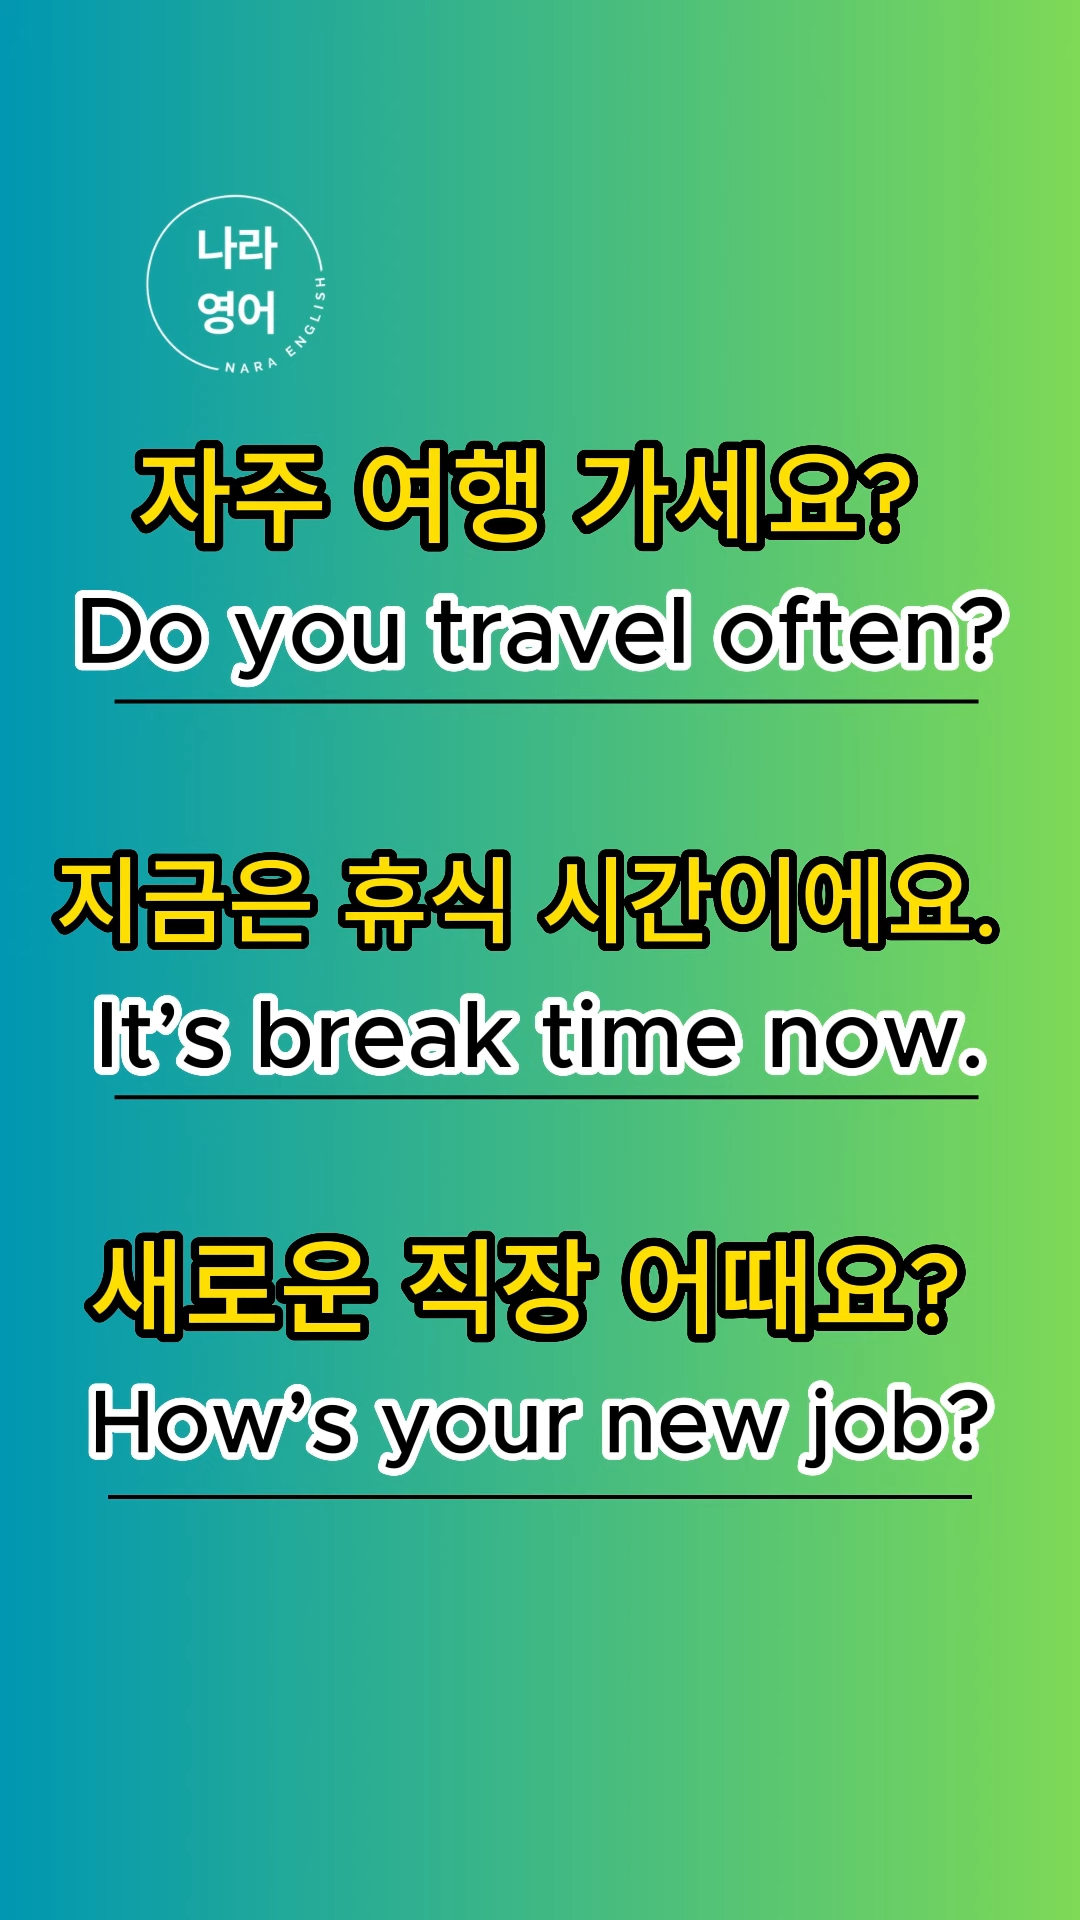 나라
영어
NARA ENGLISH
자주 여행 가세요?
Do you travel often?
지금은 휴식 시간이에요.
It’s break time now.
새로운 직장 어때요?
How’s your new job?